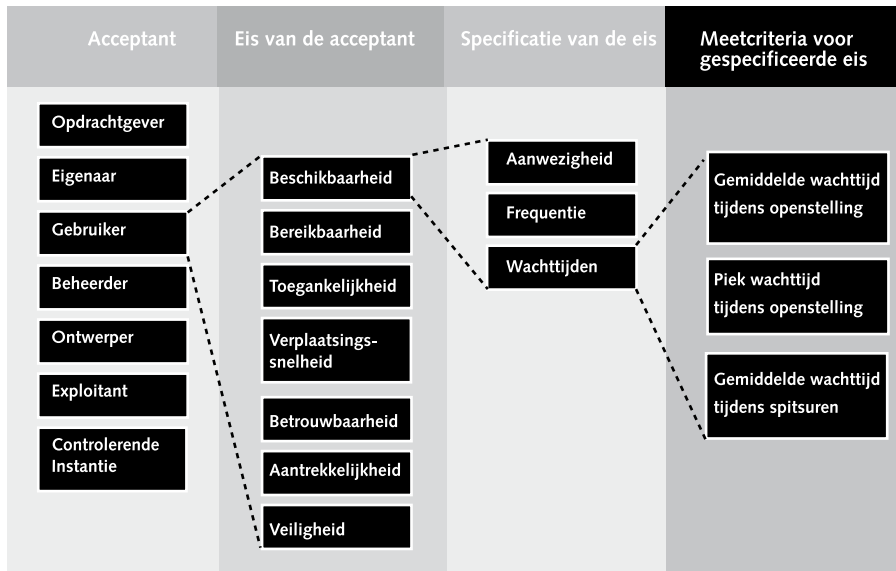 Acceptant
Eis van de acceptant
Specificatie van de eis
Meetcriteria voor
gespecificeerde eis
Opdrachtgever
Eigenaar
Gebruiker
Beheerder
Ontwerper
Exploitant
Controlerende
Instantie
Beschikbaarheid
Bereikbaarheid
Toegankelijkheid
Verplaatsings-
snelheid
Betrouwbaarheid
Aantrekkelijkheid
Veiligheid
Aanwezigheid
Frequentie
Wachttijden
Gemiddelde wachttijd
tijdens openstelling
Piek wachttijd
tijdens openstelling
Gemiddelde wachttijd
tijdens spitsuren